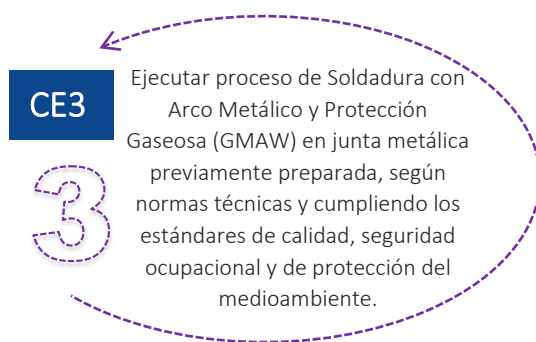 CE3
3
Ejecutar proceso de Soldadura con
Arco Metálico y Protección
Gaseosa (GMAW) en junta metálica
previamente preparada, según
normas técnicas y cumpliendo los
estándares de calidad, seguridad
ocupacional y de protección del
medioambiente.